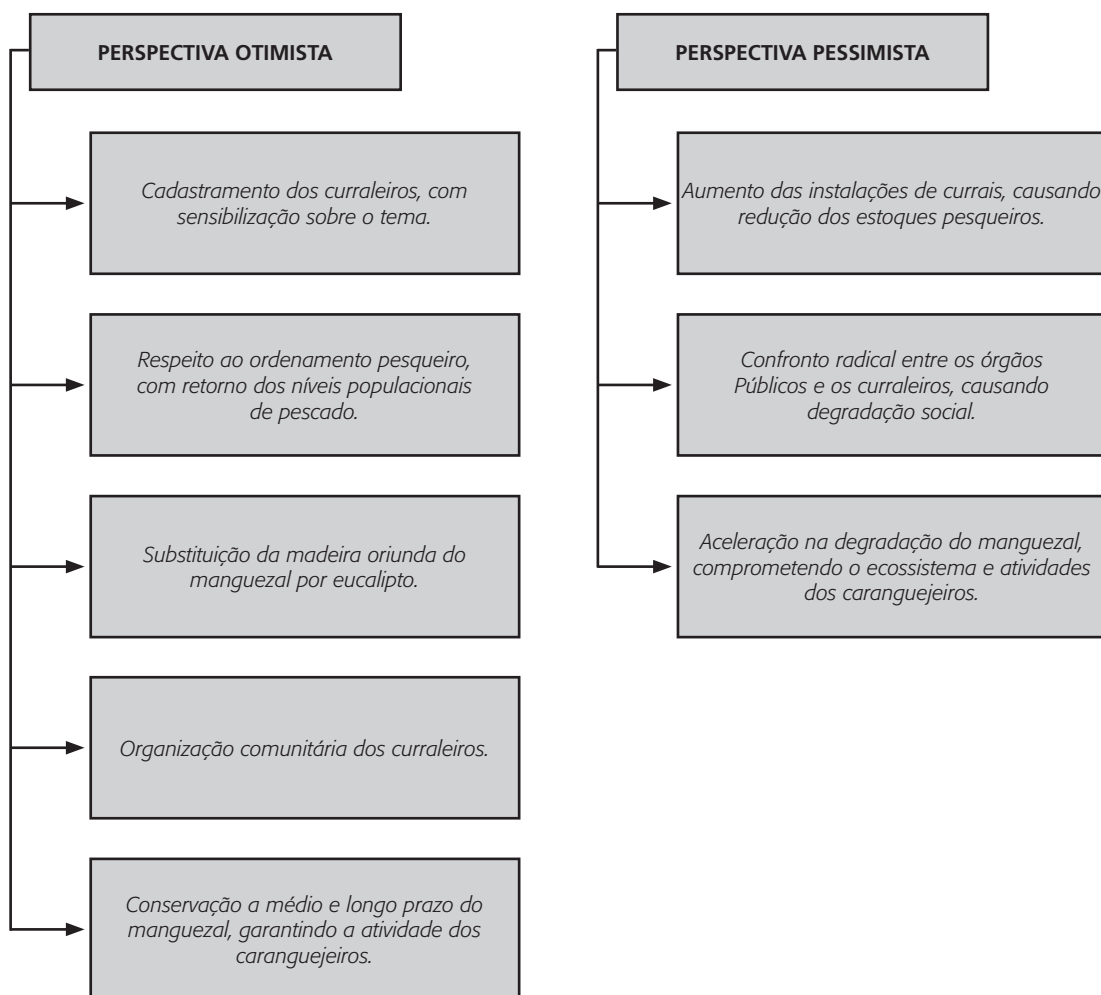 PERSPECTIVA OTIMISTA
Cadastramento dos curraleiros, com
sensibilização sobre o tema.
Respeito ao ordenamento pesqueiro,
com retorno dos níveis populacionais
de pescado.
Substituição da madeira oriunda do
manguezal por eucalipto.
Organização comunitária dos curraleiros.
Conservação a médio e longo prazo do
manguezal, garantindo a atividade dos
caranguejeiros.
PERSPECTIVA PESSIMISTA
Aumento das instalações de currais, causando
redução dos estoques pesqueiros.
Confronto radical entre os órgãos
Públicos e os curraleiros, causando
degradação social.
Aceleração na degradação do manguezal,
comprometendo o ecossistema e atividades
dos caranguejeiros.